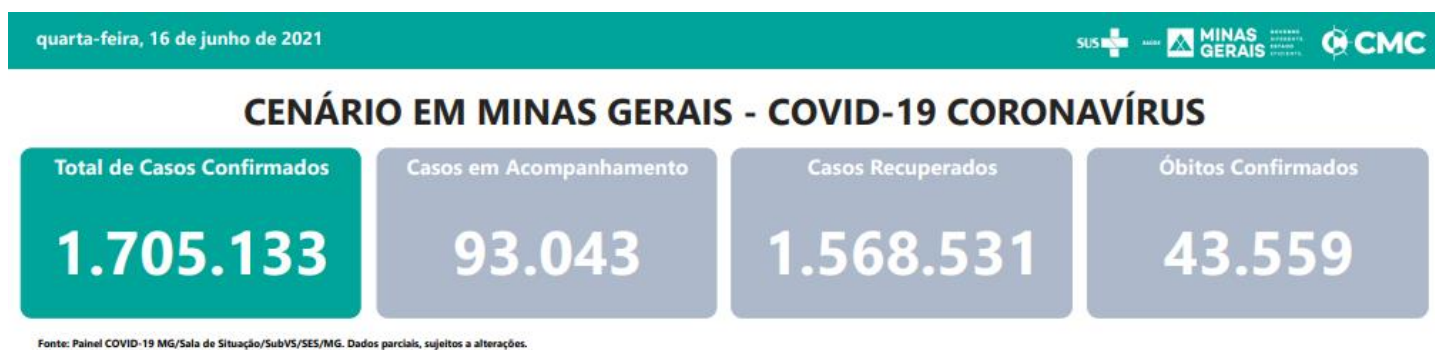 quarta-feira, 16 de junho de 2021
SUS
MINAS GERAIS
CMC
CENÁRIO EM MINAS GERAIS - COVID-19 CORONAVÍRUS
Total de Casos Confirmados
1.705.133
Casos em Acompanhamento
93.043
Casos Recuperados
1.568.531
Óbitos Confirmados
43.559
Fonte: Painel COVID-19 MG/Sala de Situação/SubVS/SES/MG. Dados parciais, sujeitos a alterações.